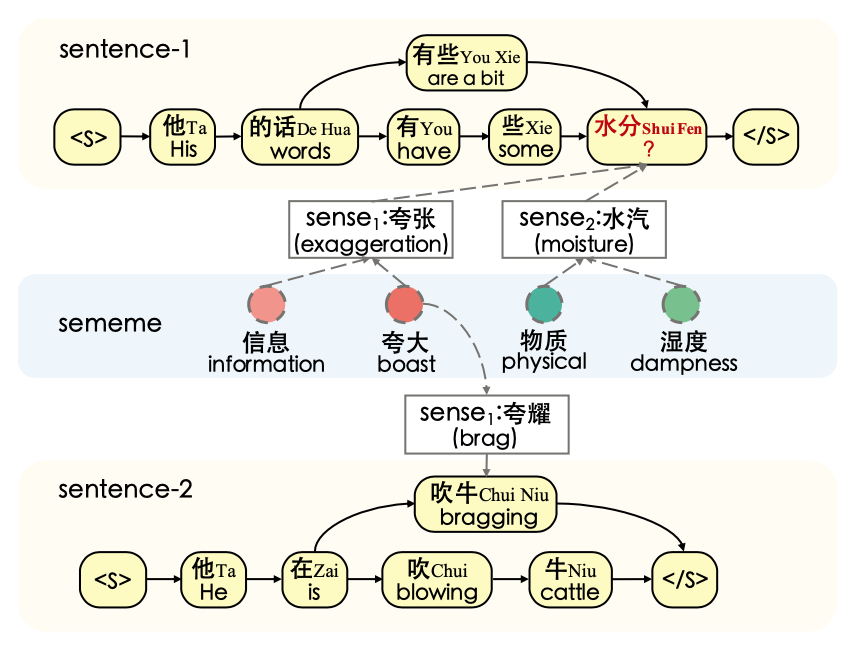 sentence-1
有些You Xie
are a bit
<S>
他Ta
His
的话De Hua
words
有You
have
些Xie
some
水分Shui Fen
?
</S>
sense1:夸张
(exaggeration)
sense2:水汽
(moisture)
sememe
信息
information
夸大
boast
物质
physical
湿度
dampness
sense1:夸耀
(brag)
sentence-2
吹牛Chui Niu
bragging
<S>
他Ta
He
在Zai
is
吹Chui
blowing
牛Niu
cattle
</S>